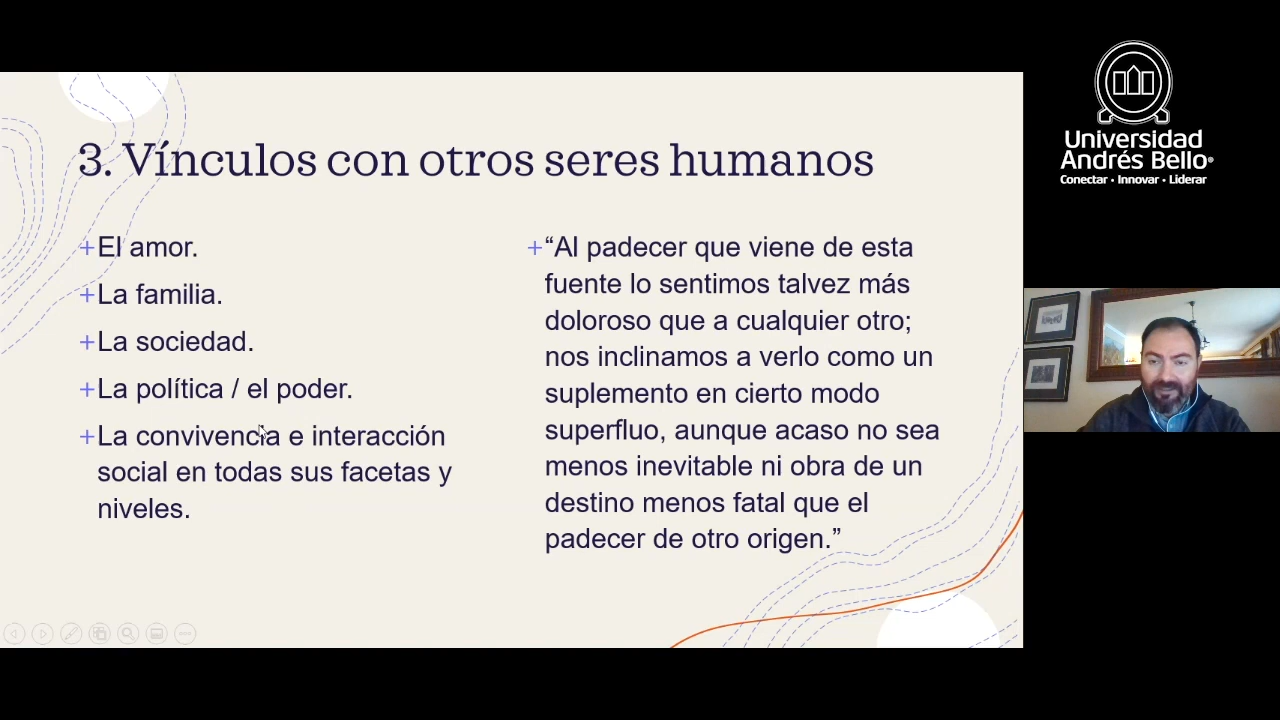 3. Vínculos con otros seres humanos
+El amor.
+La familia.
+La sociedad.
+La política / el poder.
+La convivencia e interacción
social en todas sus facetas y
niveles.
+“Al padecer que viene de esta
fuente lo sentimos talvez más
doloroso que a cualquier otro;
nos inclinamos a verlo como un
suplemento en cierto modo
superfluo, aunque acaso no sea
menos inevitable ni obra de un
destino menos fatal que el
padecer de otro origen.”
Universidad
Andrés Bello®
Conectar • Innovar • Liderar